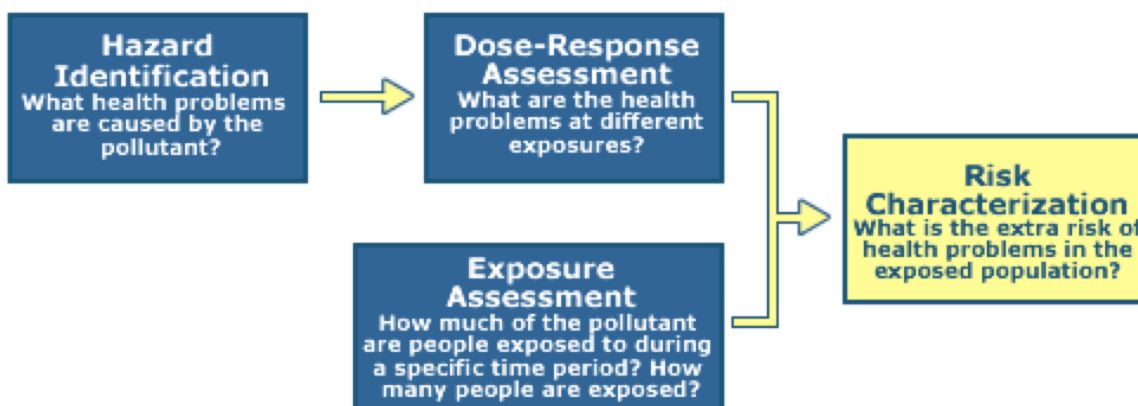 Hazard
Identification
What health problems
are caused by the
pollutant?
Dose-Response
Assessment
What are the health
problems at different
exposures?
Exposure
Assessment
How much of the pollutant
are people exposed to during
a specific time period? How
many people are exposed?
Risk
Characterization
What is the extra risk of
health problems in the
exposed population?